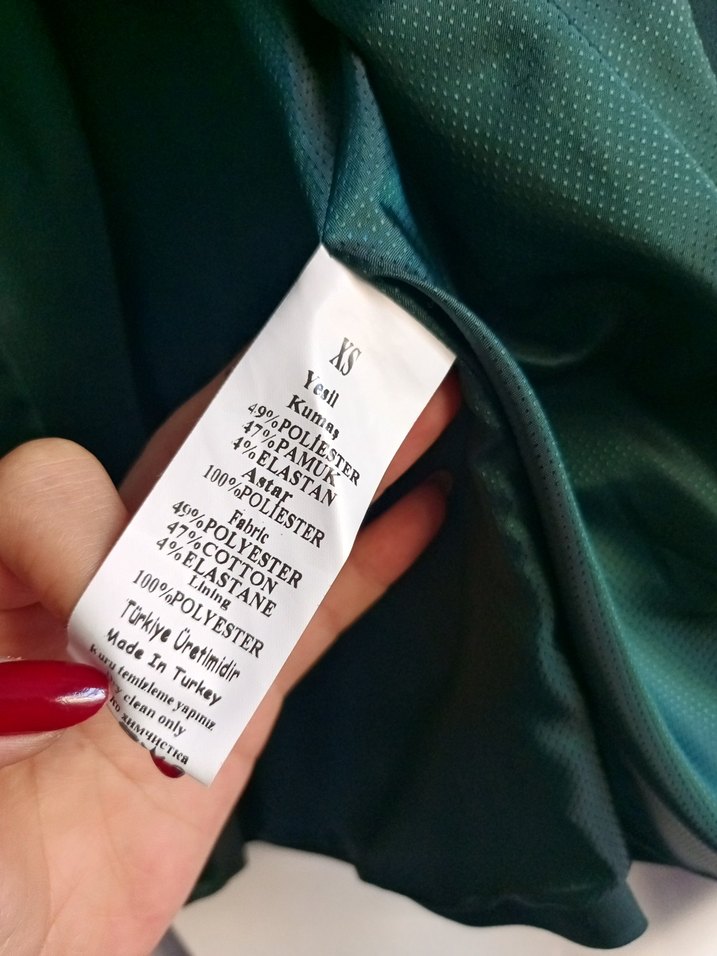 XS
Yeşil
Kumaş
49%POLİESTER
47%PAMUK
4%ELASTAN
Astar
100%POLİESTER
Fabric
49%POLYESTER
47%COTTON
4%ELASTANE
Lining
100%POLYESTER
Türkiye Üretimidir
Made In Turkey
Kuru temizleme yapınız
clean only
химчистка